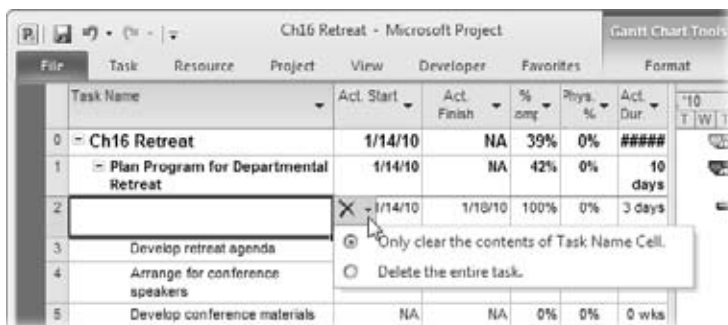 Ch16 Retreat - Microsoft Project
Gantt Chart Tools
File Task Resource Project View Developer Favorites Format
Task Name Act. Start Act. Finish % Phys. % Act. Dur. '10
T W T
0 Ch16 Retreat 1/14/10 NA 39% 0% #####
1 Plan Program for Departmental Retreat 1/14/10 NA 42% 0% 10 days
2 1/14/10 1/18/10 100% 0% 3 days
Only clear the contents of Task Name Cell.
3 Develop retreat agenda
Delete the entire task.
4 Arrange for conference speakers
5 Develop conference materials NA NA 0% 0% 0 wks